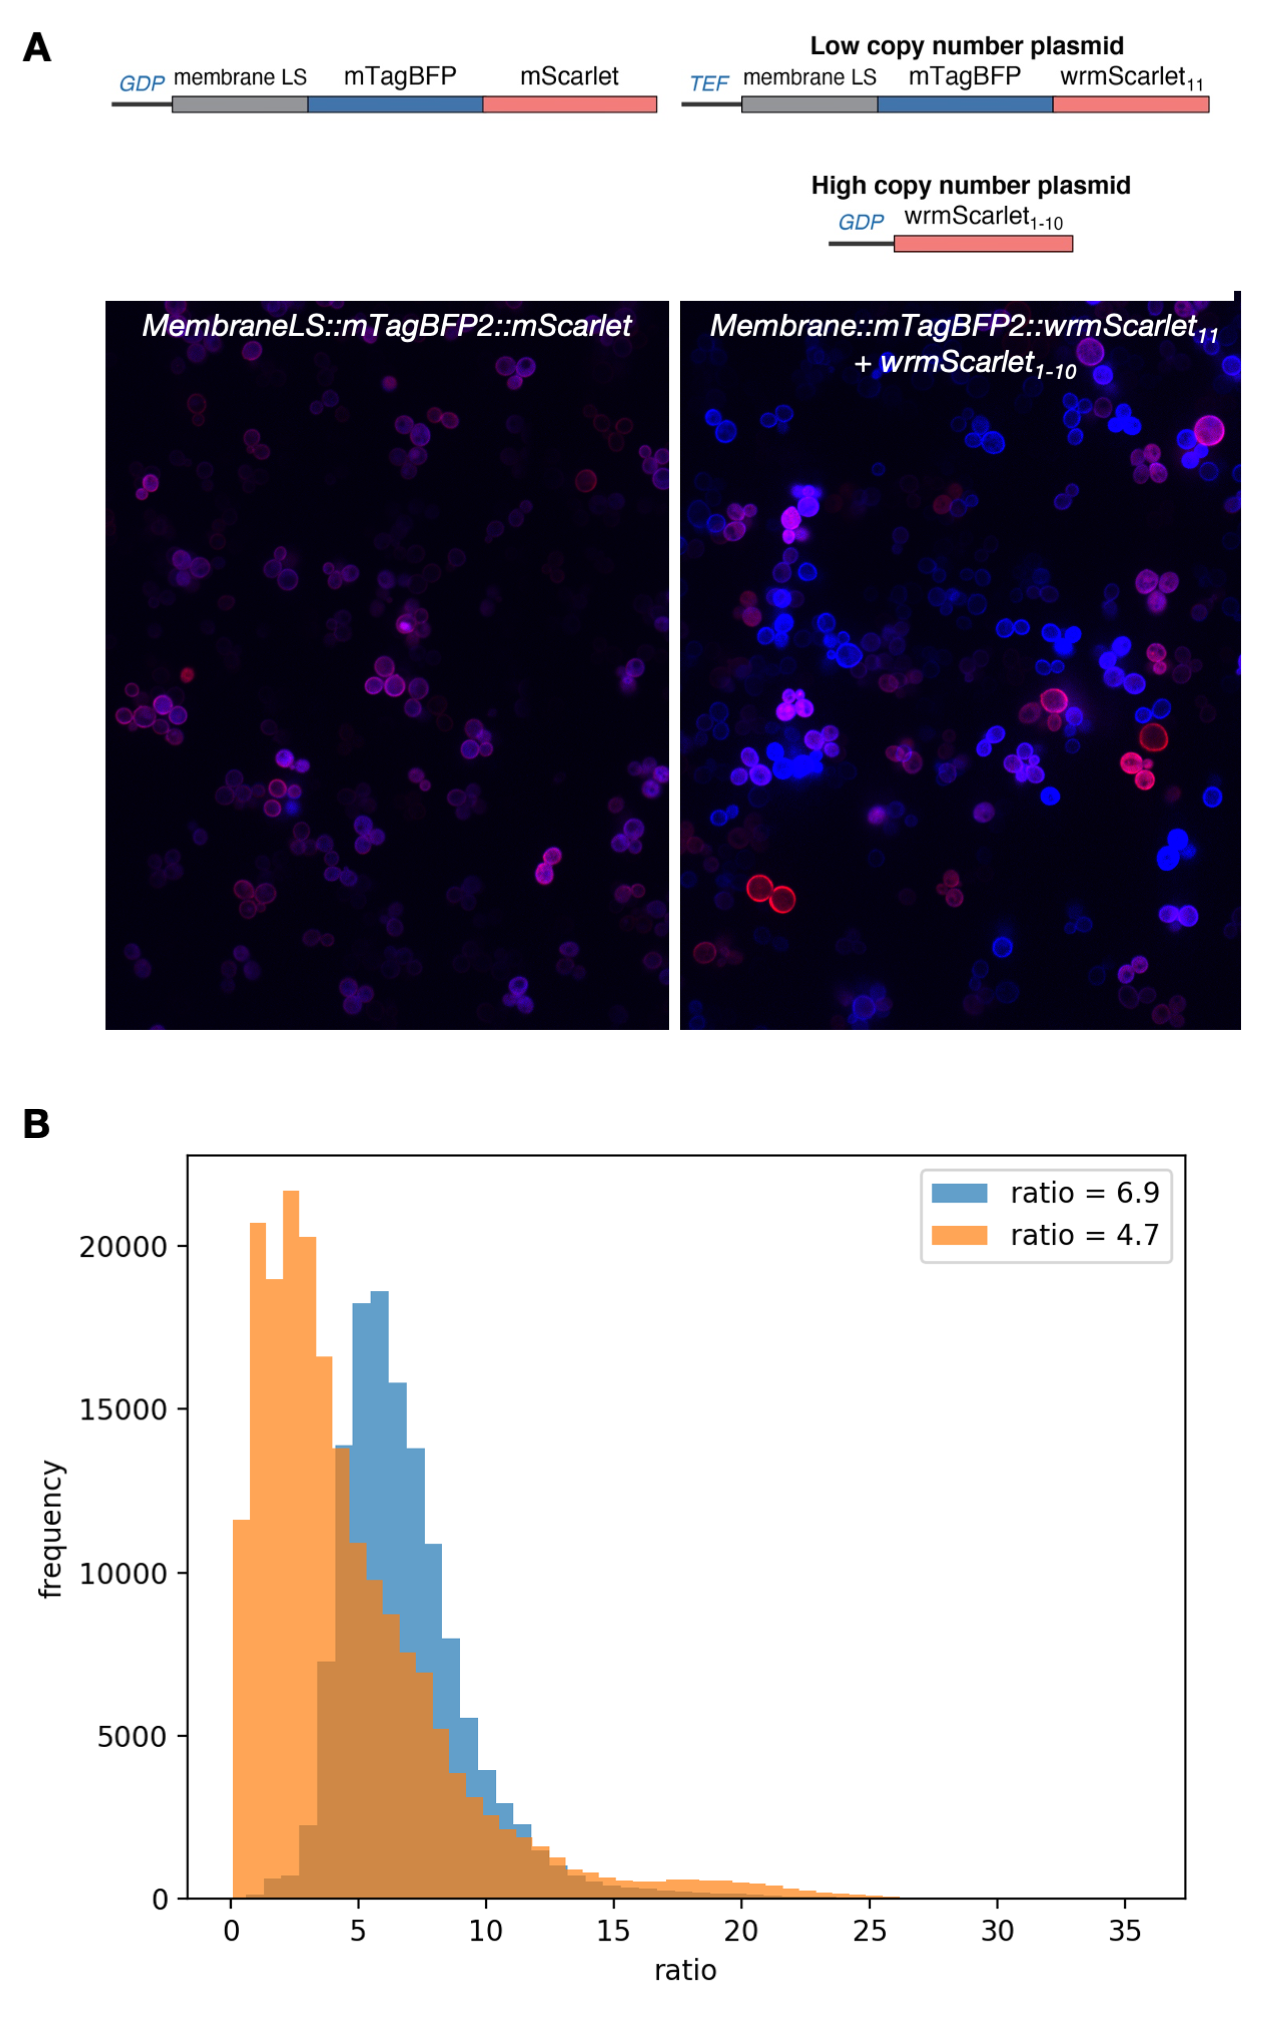 A
GDP membrane LS mTagBFP mScarlet
Low copy number plasmid
TEF membrane LS mTagBFP wrmScarlet11
High copy number plasmid
GDP wrmScarlet1-10
MembraneLS::mTagBFP2::mScarlet
Membrane::mTagBFP2::wrmScarlet11
+ wrmScarlet1-10
B
ratio = 6.9
ratio = 4.7
20000
15000
10000
5000
0
frequency
0 5 10 15 20 25 30 35
ratio